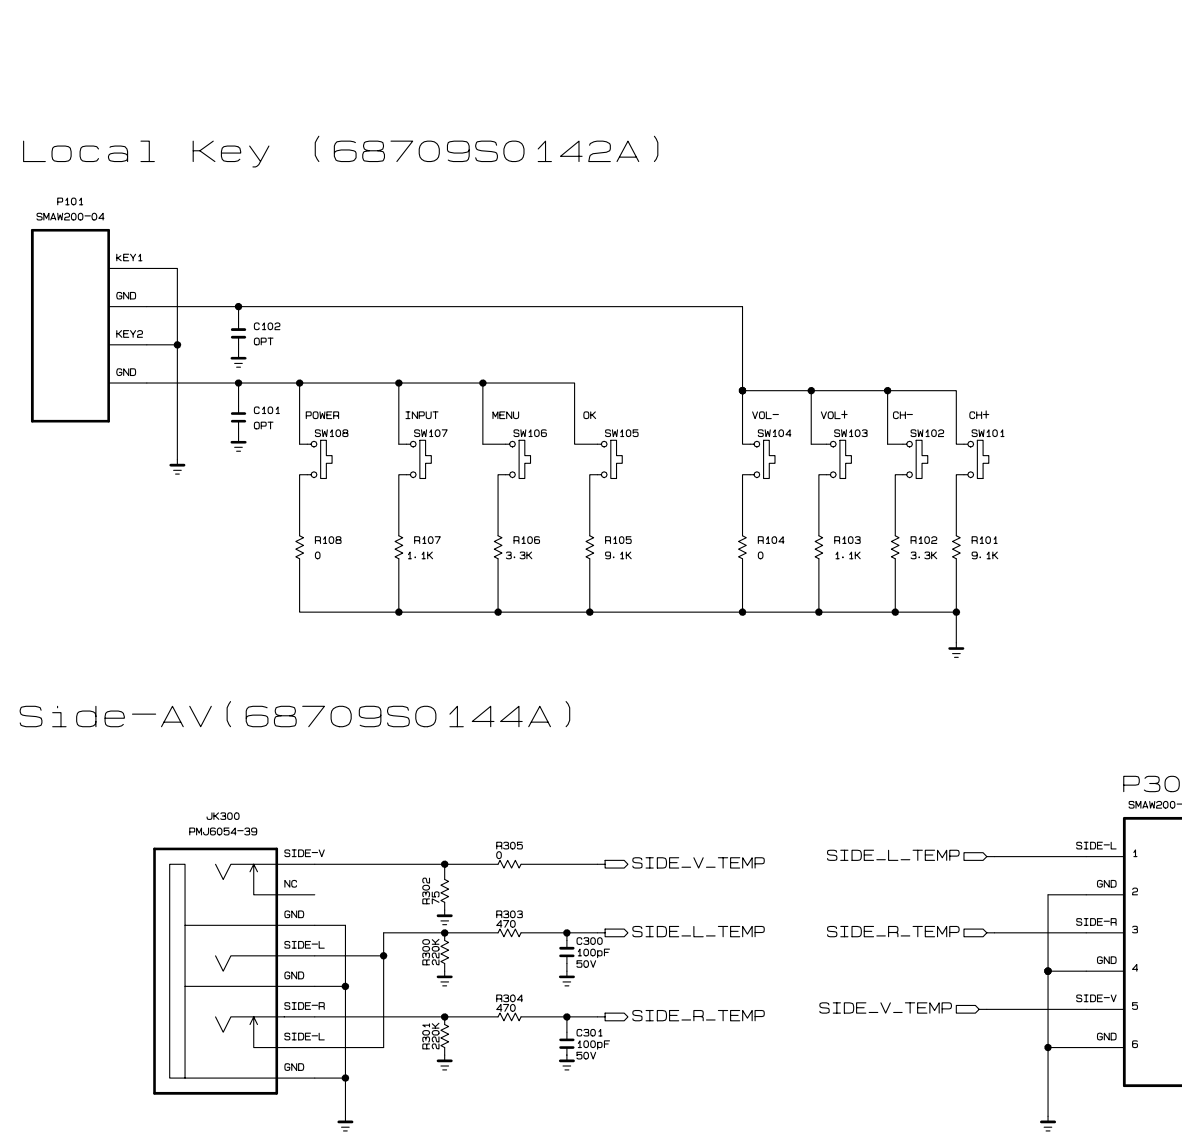 Local Key (68709S0142A)
P101
SMAW200-04
KEY1
GND
KEY2
GND
C102
OPT
C101
OPT
POWER
SW108
INPUT
SW107
MENU
SW106
OK
SW105
VOL-
SW104
VOL+
SW103
CH-
SW102
CH+
SW101
R108
0
R107
1.1K
R106
3.3K
R105
9.1K
R104
0
R103
1.1K
R102
3.3K
R101
9.1K
Side-AV(68709S0144A)
JK300
PMJ6054-39
SIDE-V
NC
GND
SIDE-L
GND
SIDE-R
SIDE-L
GND
R305
0
SIDE_V_TEMP
R302
75
R303
470
SIDE_L_TEMP
R300
220K
C300
100pF
50V
R304
470
SIDE_R_TEMP
R301
220K
C301
100pF
50V
P30
SMAW200-
SIDE_L_TEMP
SIDE-L
1
GND
2
SIDE_R_TEMP
SIDE-R
3
GND
4
SIDE_V_TEMP
SIDE-V
5
GND
6